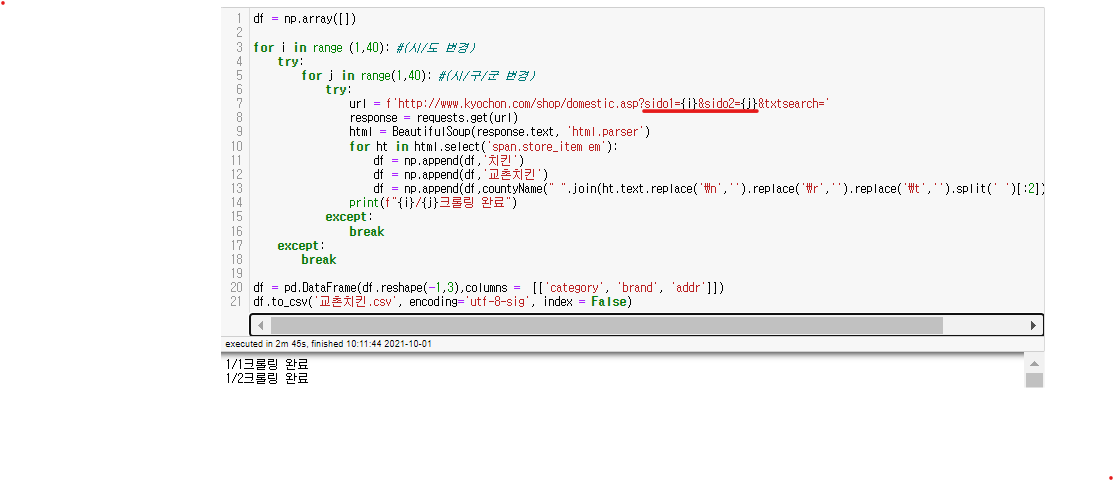 1 df = np.array([])
2
3 for i in range (1,40): #(시/도 변경)
4 try:
5 for j in range(1,40): #(시/구/군 변경)
6 try:
7 url = f'http://www.kyochon.com/shop/domestic.asp?sido1={i}&sido2={j}&txtsearch='
8 response = requests.get(url)
9 html = BeautifulSoup(response.text, 'html.parser')
10 for ht in html.select('span.store_item em'):
11 df = np.append(df,'치킨')
12 df = np.append(df,'교촌치킨')
13 df = np.append(df,countyName(" ".join(ht.text.replace('₩n','').replace('₩r','').replace('₩t','').split(' ')[:2])
14 print(f"{i}/{j}크롤링 완료")
15 except:
16 break
17 except:
18 break
19
20 df = pd.DataFrame(df.reshape(-1,3),columns = [['category', 'brand', 'addr']])
21 df.to_csv('교촌치킨.csv', encoding='utf-8-sig', index = False)
executed in 2m 45s, finished 10:11:44 2021-10-01
1/1크롤링 완료
1/2크롤링 완료